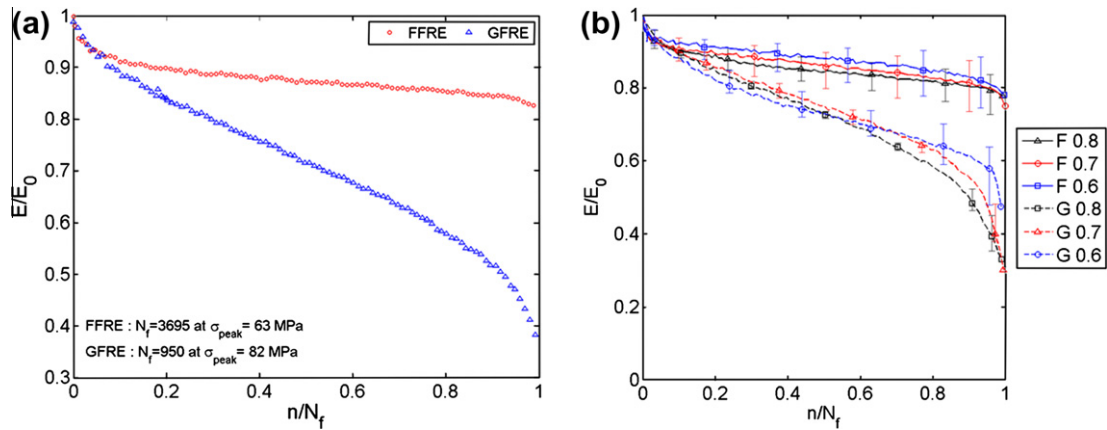 (a)
FFRE GFRE
1
0.9
0.8
0.7
0.6
0.5
0.4
0.3
E/E0
FFRE : Nf=3695 at σpeak= 63 MPa
GFRE : Nf=950 at σpeak= 82 MPa
0 0.2 0.4 0.6 0.8 1
n/Nf
(b)
1
0.8
0.6
0.4
0.2
0
E/E0
0 0.2 0.4 0.6 0.8 1
n/Nf
F 0.8
F 0.7
F 0.6
G 0.8
G 0.7
G 0.6